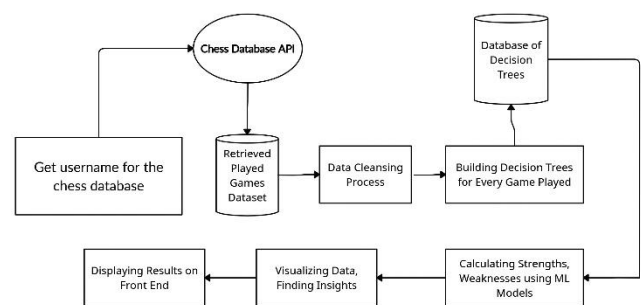 Chess Database API
Database of
Decision
Trees
Get username for the
chess database
Retrieved
Played
Games
Dataset
Data Cleansing
Process
Building Decision Trees
for Every Game Played
Displaying Results on
Front End
Visualizing Data,
Finding Insights
Calculating Strengths,
Weaknesses using ML
Models